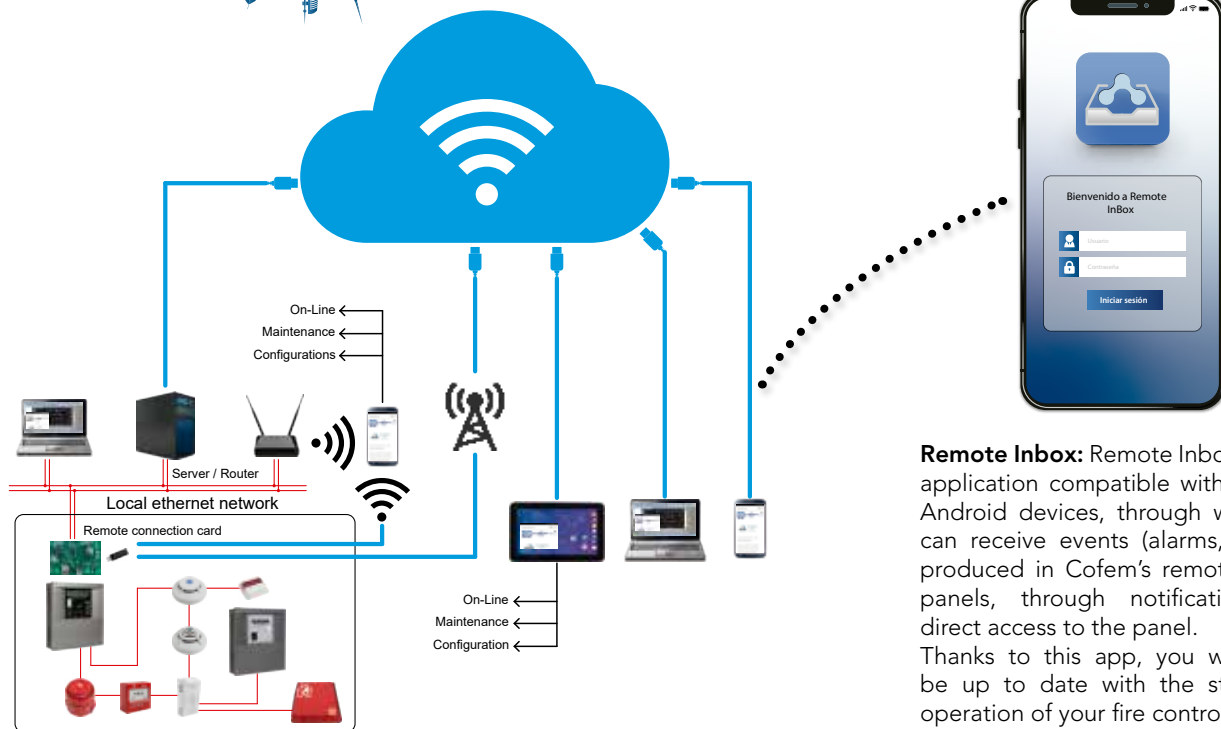 Bienvenido a Remote
InBox
Usuario
Contraseña
Iniciar sesión
On-Line
Maintenance
Configurations
Server / Router
Local ethernet network
Remote connection card
On-Line
Maintenance
Configuration
Remote Inbox: Remote Inbo
application compatible with
Android devices, through w
can receive events (alarms,
produced in Cofem's remot
panels, through notificati
direct access to the panel.
Thanks to this app, you w
be up to date with the st
operation of your fire contro